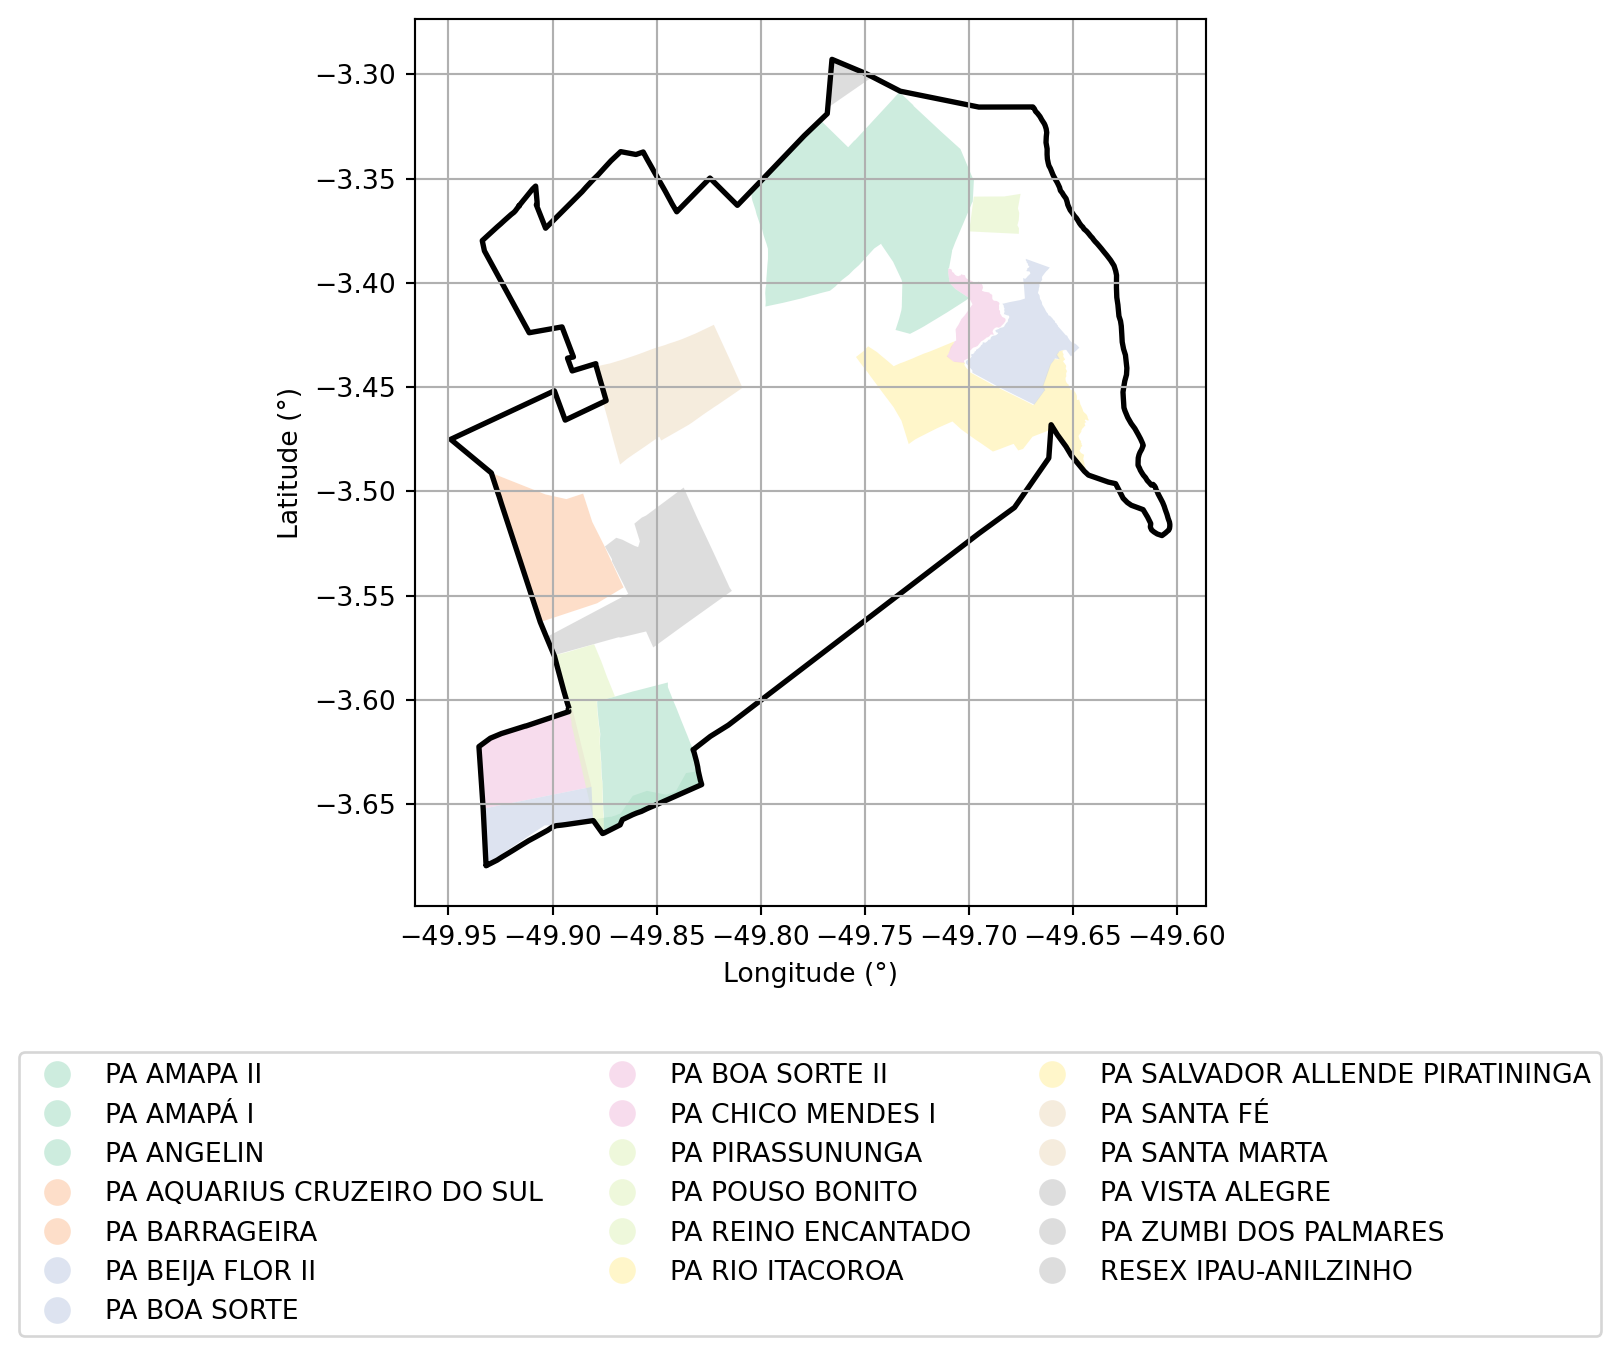 −3.30
−3.35
−3.40
−3.45
−3.50
−3.55
−3.60
−3.65
Latitude (°)
−49.95 −49.90 −49.85 −49.80 −49.75 −49.70 −49.65 −49.60
Longitude (°)
PA AMAPA II
PA AMAPÁ I
PA ANGELIN
PA AQUARIUS CRUZEIRO DO SUL
PA BARRAGEIRA
PA BEIJA FLOR II
PA BOA SORTE
PA BOA SORTE II
PA CHICO MENDES I
PA PIRASSUNUNGA
PA POUSO BONITO
PA REINO ENCANTADO
PA RIO ITACOROA
PA SALVADOR ALLENDE PIRATININGA
PA SANTA FÉ
PA SANTA MARTA
PA VISTA ALEGRE
PA ZUMBI DOS PALMARES
RESEX IPAU-ANILZINHO